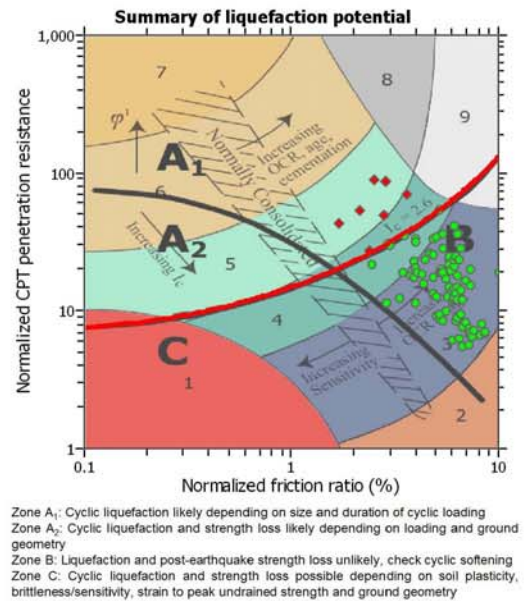 Summary of liquefaction potential
1,000
100
10
1
0.1
1
10
Normalized CPT penetration resistance
Normalized friction ratio (%)
7
8
9
φ'
A1
6
A2
5
4
3
2
1
B
C
Normally Consolidated
Increasing
OCR, age,
cementation
Increasing Ic
Ic = 2.6
Increasing
OCR
Increasing
Sensitivity
Zone A1: Cyclic liquefaction likely depending on size and duration of cyclic loading
Zone A2: Cyclic liquefaction and strength loss likely depending on loading and ground
geometry
Zone B: Liquefaction and post-earthquake strength loss unlikely, check cyclic softening
Zone C: Cyclic liquefaction and strength loss possible depending on soil plasticity,
brittleness/sensitivity, strain to peak undrained strength and ground geometry